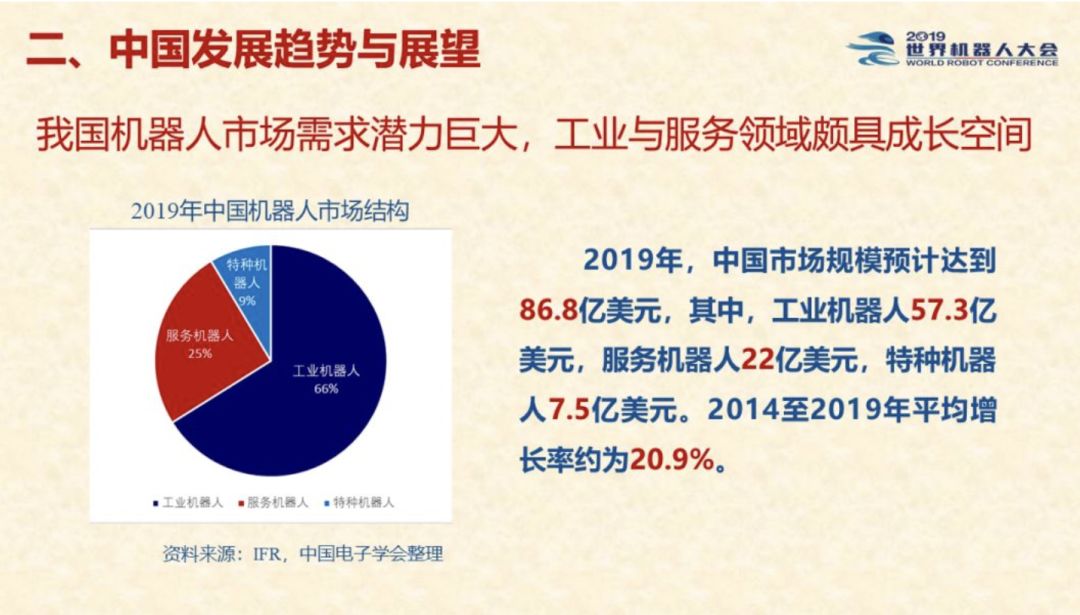 二、中国发展趋势与展望
2019
世界机器人大会
WORLD ROBOT CONFERENCE
我国机器人市场需求潜力巨大，工业与服务领域颇具成长空间
2019年中国机器人市场结构
特种机
器人
9%
服务机器人
25%
工业机器人
66%
工业机器人 服务机器人 特种机器人
资料来源：IFR，中国电子学会整理
2019年，中国市场规模预计达到
86.8亿美元，其中，工业机器人57.3亿
美元，服务机器人22亿美元，特种机器
人7.5亿美元。2014至2019年平均增
长率约为20.9%。